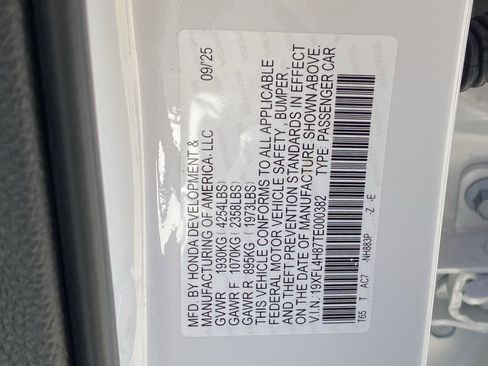 MFD. BY HONDA DEVELOPMENT &
MANUFACTURING OF AMERICA, LLC 09/25
GVWR 1930KG ( 4254LBS)
GAWR F 1070KG ( 2358LBS)
GAWR R 895KG ( 1973LBS)
THIS VEHICLE CONFORMS TO ALL APPLICABLE
FEDERAL MOTOR VEHICLE SAFETY , BUMPER,
AND THEFT PREVENTION STANDARDS IN EFFECT
ON THE DATE OF MANUFACTURE SHOWN ABOVE.
V.I.N.: 19XFL4H87TE000382 TYPE: PASSENGER CAR
T65 T AC7 -NH883P -Z -E